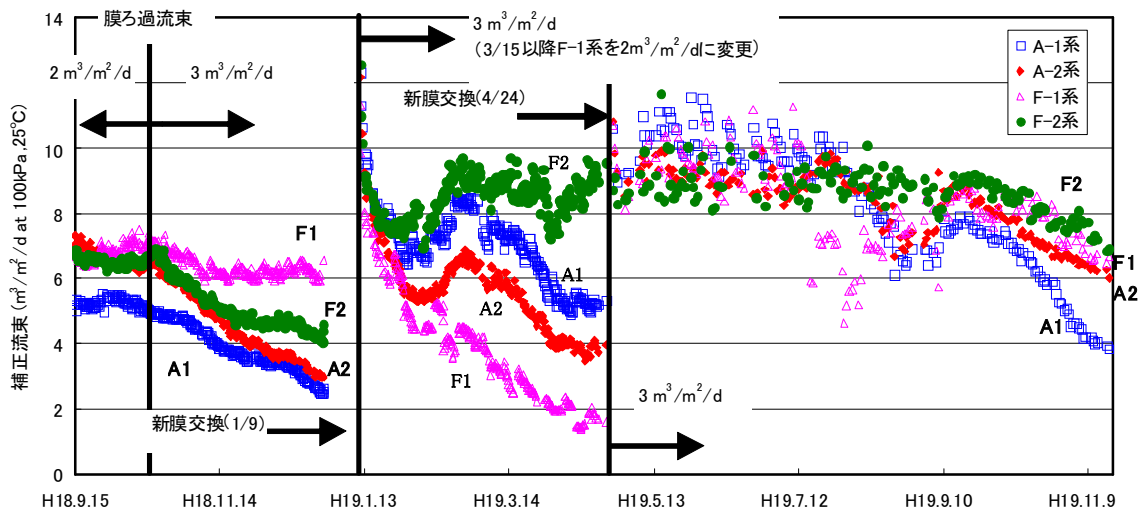 膜ろ過流束
2 m³/m²/d
3 m³/m²/d
3 m³/m²/d
(3/15以降F-1系を2m³/m²/dに変更)
新膜交換(4/24)
新膜交換(1/9)
3 m³/m²/d
A-1系
A-2系
F-1系
F-2系
F1
F2
A1
A2
F2
A1
A2
F1
F2
F1
A2
A1
補正流束 (m³/m²/d at 100kPa,25℃)
14
12
10
8
6
4
2
0
H18.9.15
H18.11.14
H19.1.13
H19.3.14
H19.5.13
H19.7.12
H19.9.10
H19.11.9